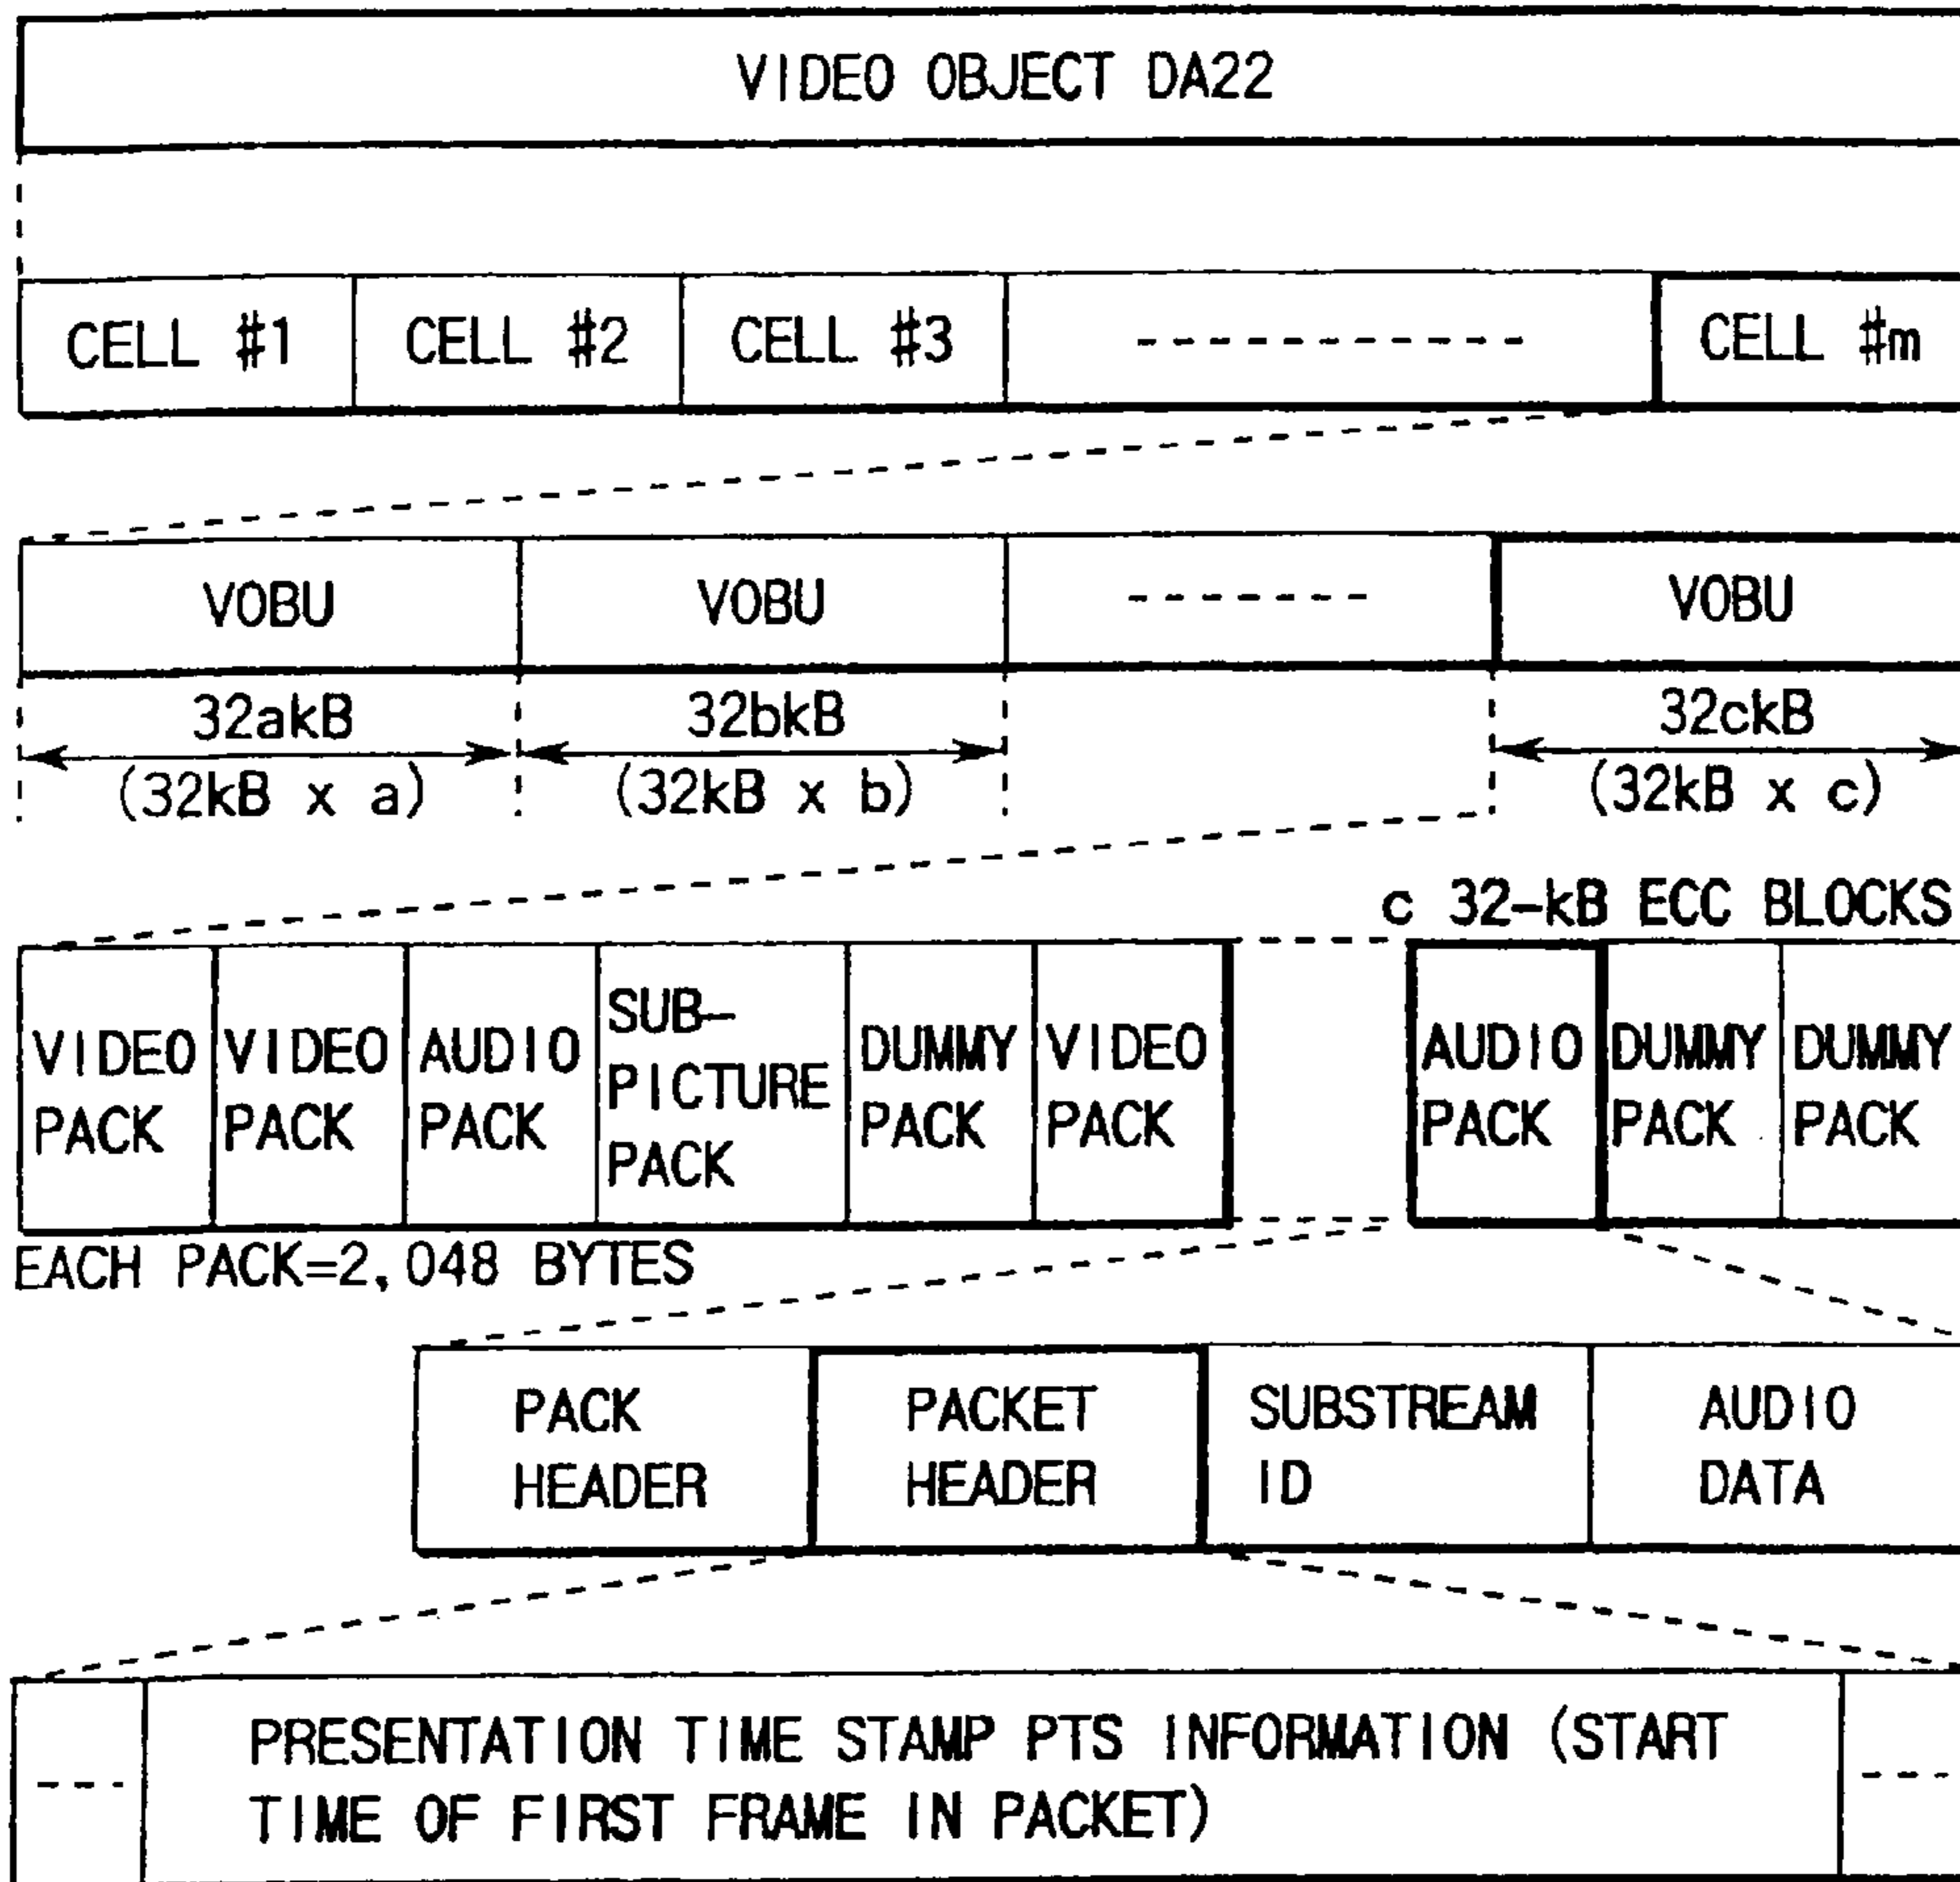 VIDEO OBJECT DA22
CELL #1 CELL #2 CELL #3 ------------ CELL #m
VOBU VOBU ------- VOBU
32akB 32bkB 32ckB
(32kB x a) (32kB x b) (32kB x c)
c 32-kB ECC BLOCKS
VIDEO PACK
VIDEO PACK
AUDIO PACK
SUB-
PICTURE
PACK
DUMMY PACK
VIDEO PACK
AUDIO PACK
DUMMY PACK
DUMMY PACK
EACH PACK=2,048 BYTES
PACK HEADER
PACKET HEADER
SUBSTREAM ID
AUDIO DATA
--- PRESENTATION TIME STAMP PTS INFORMATION (START ---
TIME OF FIRST FRAME IN PACKET)